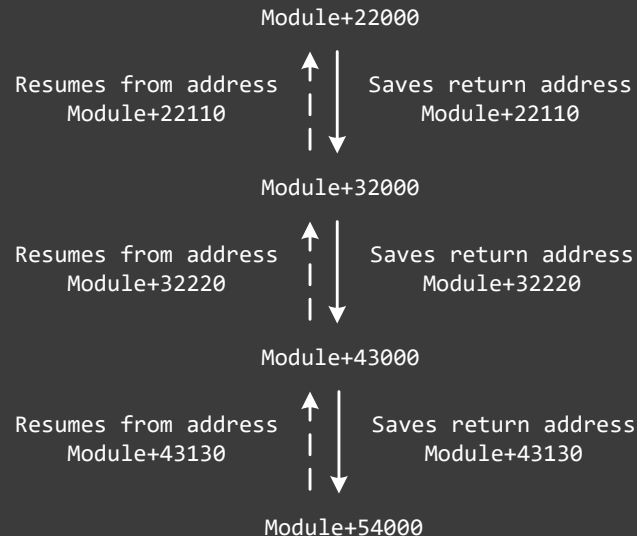 Module+22000
Resumes from address
Module+22110
Saves return address
Module+22110
Module+32000
Resumes from address
Module+32220
Saves return address
Module+32220
Module+43000
Resumes from address
Module+43130
Saves return address
Module+43130
Module+54000